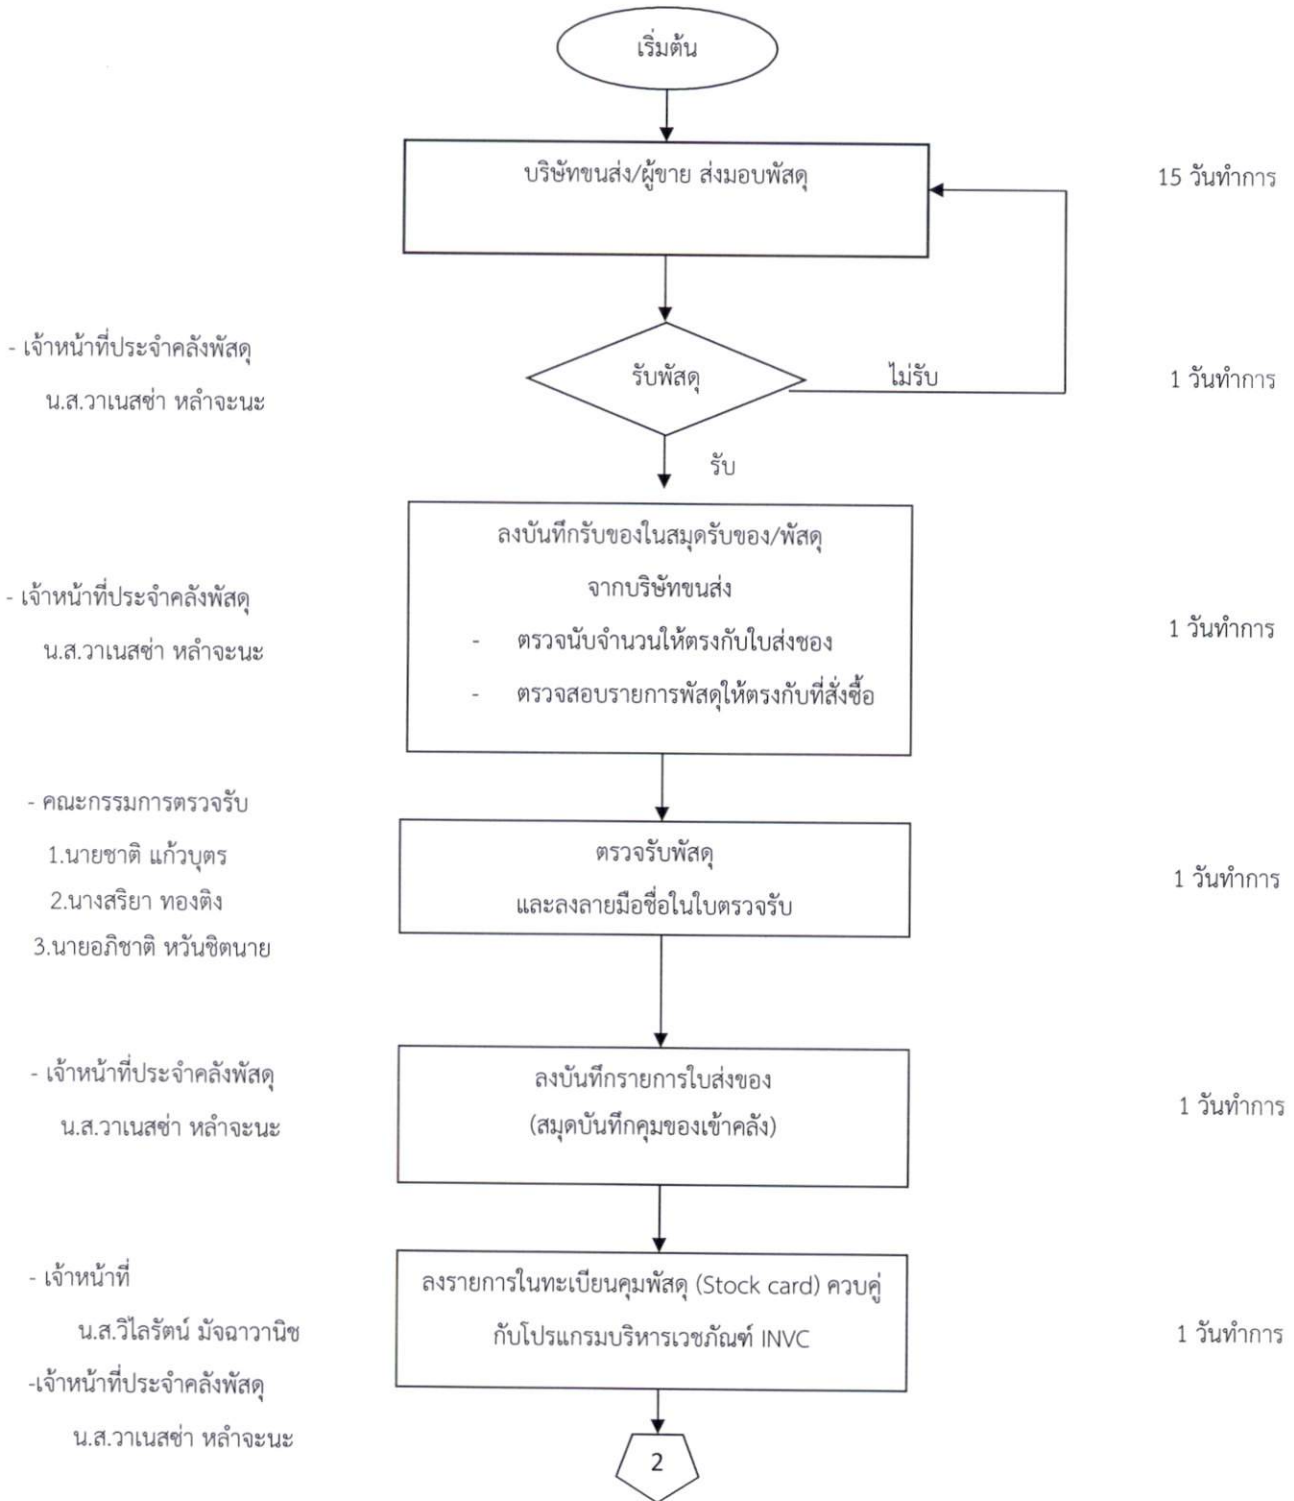 เริ่มต้น
บริษัทขนส่ง/ผู้ขาย ส่งมอบพัสดุ
15 วันทำการ
- เจ้าหน้าที่ประจำคลังพัสดุ
น.ส.วาเนสซ่า หลำจะนะ
รับพัสดุ
ไม่รับ
1 วันทำการ
รับ
- เจ้าหน้าที่ประจำคลังพัสดุ
น.ส.วาเนสซ่า หลำจะนะ
ลงบันทึกรับของในสมุดรับของ/พัสดุ
จากบริษัทขนส่ง
- ตรวจนับจำนวนให้ตรงกับใบส่งชอง
- ตรวจสอบรายการพัสดุให้ตรงกับที่สั่งซื้อ
1 วันทำการ
- คณะกรรมการตรวจรับ
1.นายชาติ แก้วบุตร
2.นางสริยา ทองติง
3.นายอภิชาติ หวันชิตนาย
ตรวจรับพัสดุ
และลงลายมือชื่อในใบตรวจรับ
1 วันทำการ
- เจ้าหน้าที่ประจำคลังพัสดุ
น.ส.วาเนสซ่า หลำจะนะ
ลงบันทึกรายการใบส่งของ
(สมุดบันทึกคุมของเข้าคลัง)
1 วันทำการ
- เจ้าหน้าที่
น.ส.วิไลรัตน์ มัจฉาวานิช
-เจ้าหน้าที่ประจำคลังพัสดุ
น.ส.วาเนสซ่า หลำจะนะ
ลงรายการในทะเบียนคุมพัสดุ (Stock card) ควบคู่
กับโปรแกรมบริหารเวชภัณฑ์ INVC
1 วันทำการ
2